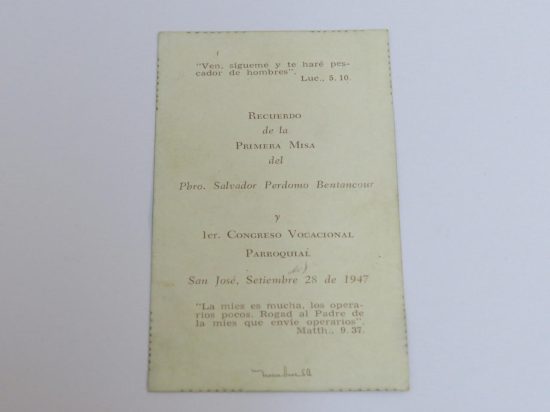 "Ven, sigueme y te haré pes-
cador de hombres".
Luc., 5. 10.
Recuerdo
de la
Primera Misa
del
Pbro. Salvador Perdomo Bentancour
y
1er. Congreso Vocacional
Parroquial
San José, Setiembre 28 de 1947
"La mies es mucha, los opera-
rios pocos. Rogad al Padre de
la mies que envíe operarios".
Matth., 9. 37.